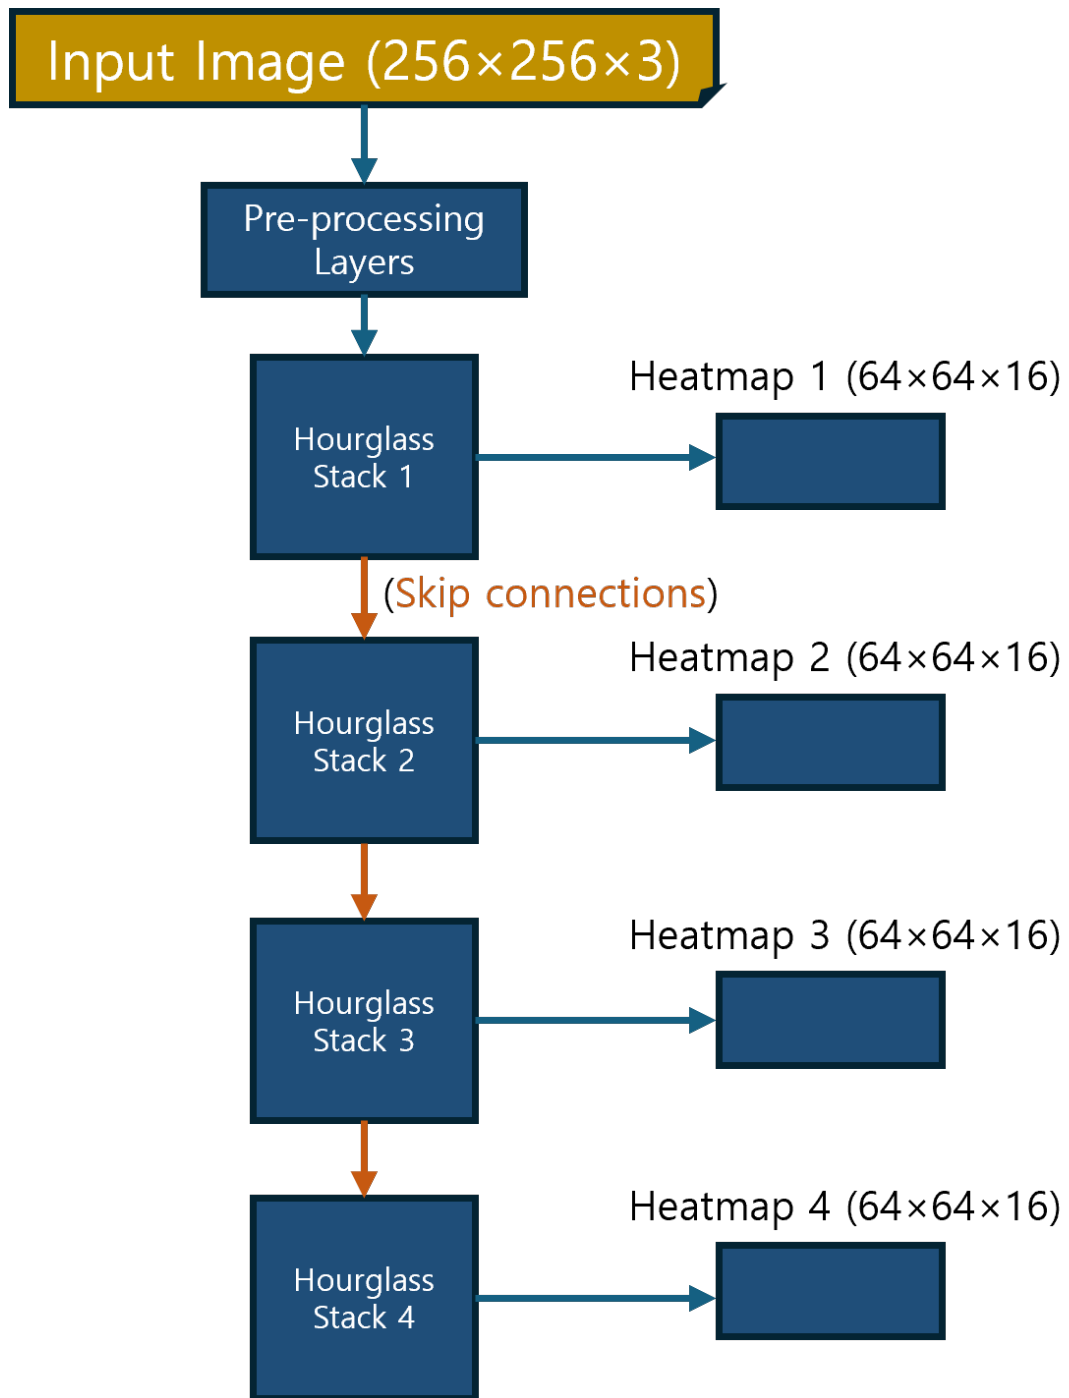 Input Image (256×256×3)
Pre-processing
Layers
Heatmap 1 (64×64×16)
Hourglass
Stack 1
(Skip connections)
Heatmap 2 (64×64×16)
Hourglass
Stack 2
Heatmap 3 (64×64×16)
Hourglass
Stack 3
Heatmap 4 (64×64×16)
Hourglass
Stack 4